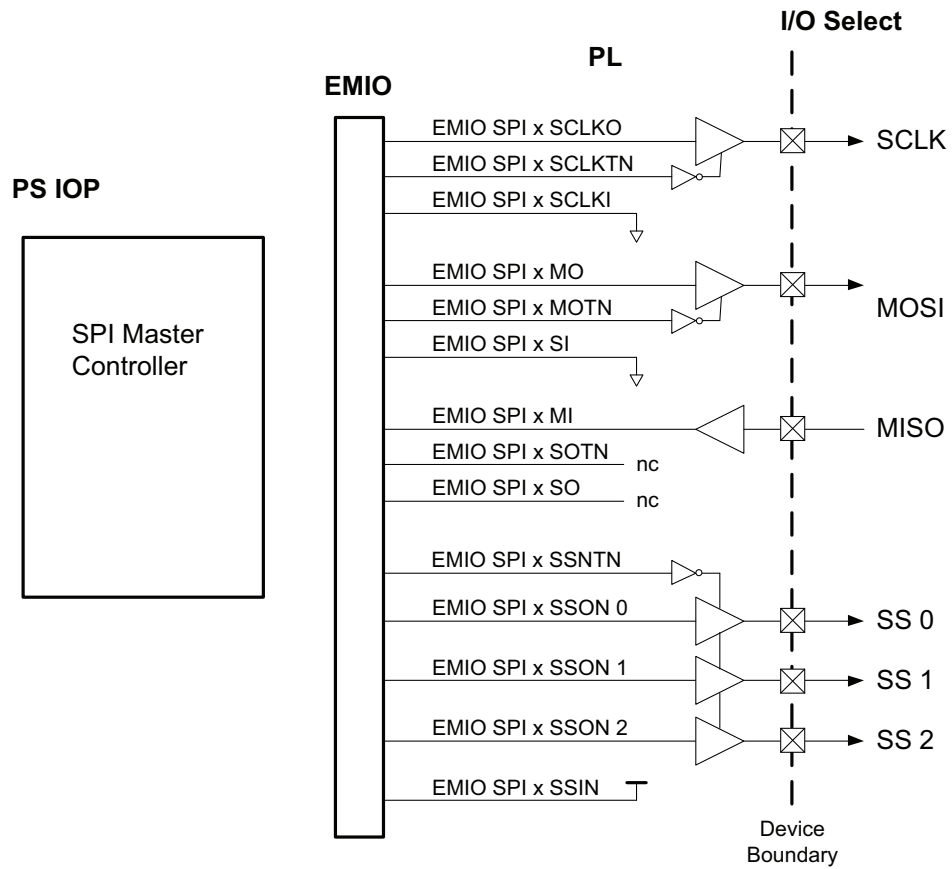 I/O Select
PL
EMIO
PS IOP
SPI Master
Controller
EMIO SPI x SCLKO
SCLK
EMIO SPI x SCLKTN
EMIO SPI x SCLKI
EMIO SPI x MO
EMIO SPI x MOTN
MOSI
EMIO SPI x SI
EMIO SPI x MI
MISO
EMIO SPI x SOTN
nc
EMIO SPI x SO
nc
EMIO SPI x SSNTN
EMIO SPI x SSON 0
SS 0
EMIO SPI x SSON 1
SS 1
EMIO SPI x SSON 2
SS 2
EMIO SPI x SSIN
Device
Boundary